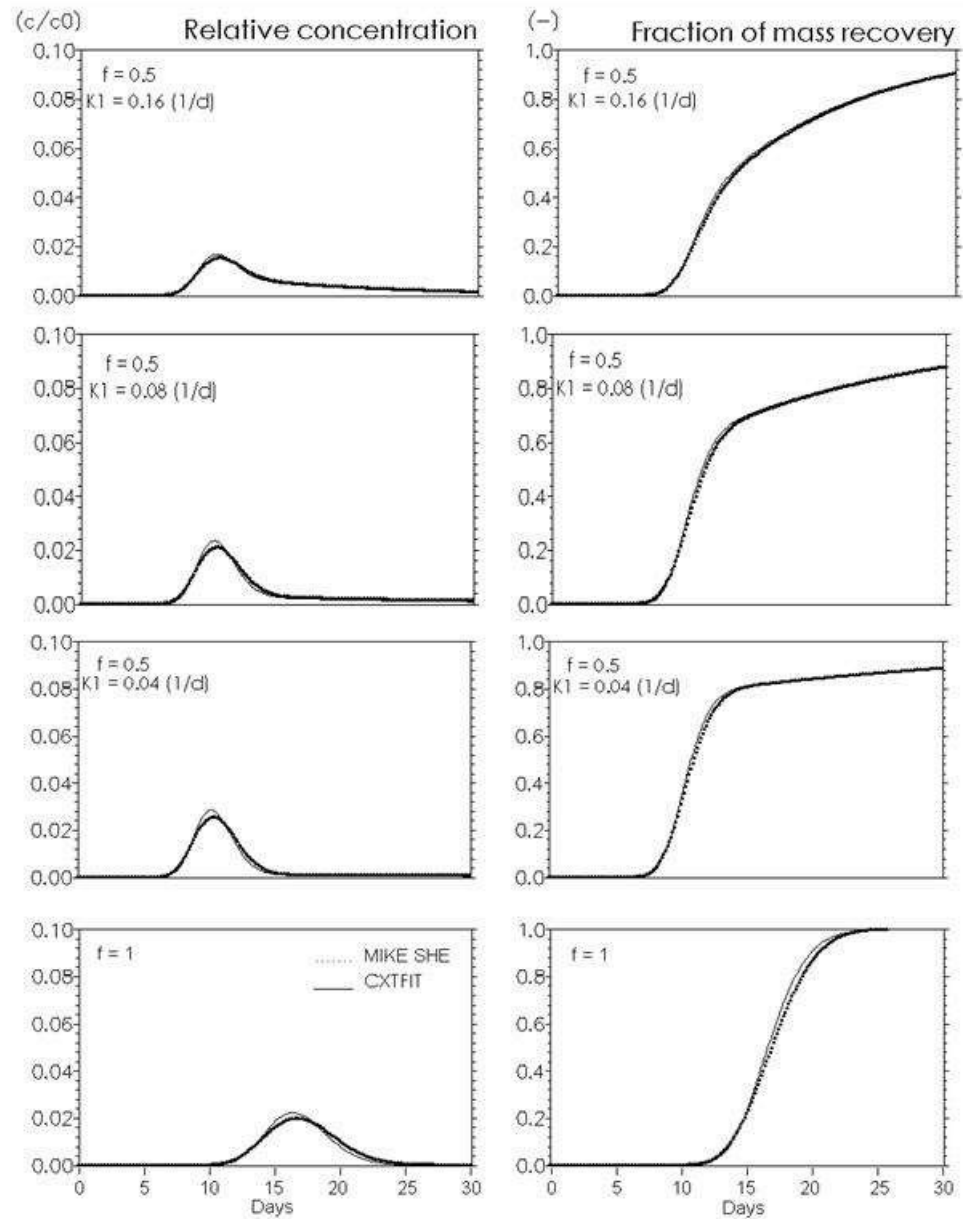 (c/c0) Relative concentration
0.10
0.08
0.06
0.04
0.02
0.00
f = 0.5
K1 = 0.16 (1/d)
(-) Fraction of mass recovery
1.0
0.8
0.6
0.4
0.2
0.0
f = 0.5
K1 = 0.16 (1/d)
0.10
0.08
0.06
0.04
0.02
0.00
f = 0.5
K1 = 0.08 (1/d)
1.0
0.8
0.6
0.4
0.2
0.0
f = 0.5
K1 = 0.08 (1/d)
0.10
0.08
0.06
0.04
0.02
0.00
f = 0.5
K1 = 0.04 (1/d)
1.0
0.8
0.6
0.4
0.2
0.0
f = 0.5
K1 = 0.04 (1/d)
0.10
0.08
0.06
0.04
0.02
0.00
f = 1
MIKE SHE
CXTFIT
0 5 10 15 20 25 30
Days
1.0
0.8
0.6
0.4
0.2
0.0
f = 1
0 5 10 15 20 25 30
Days